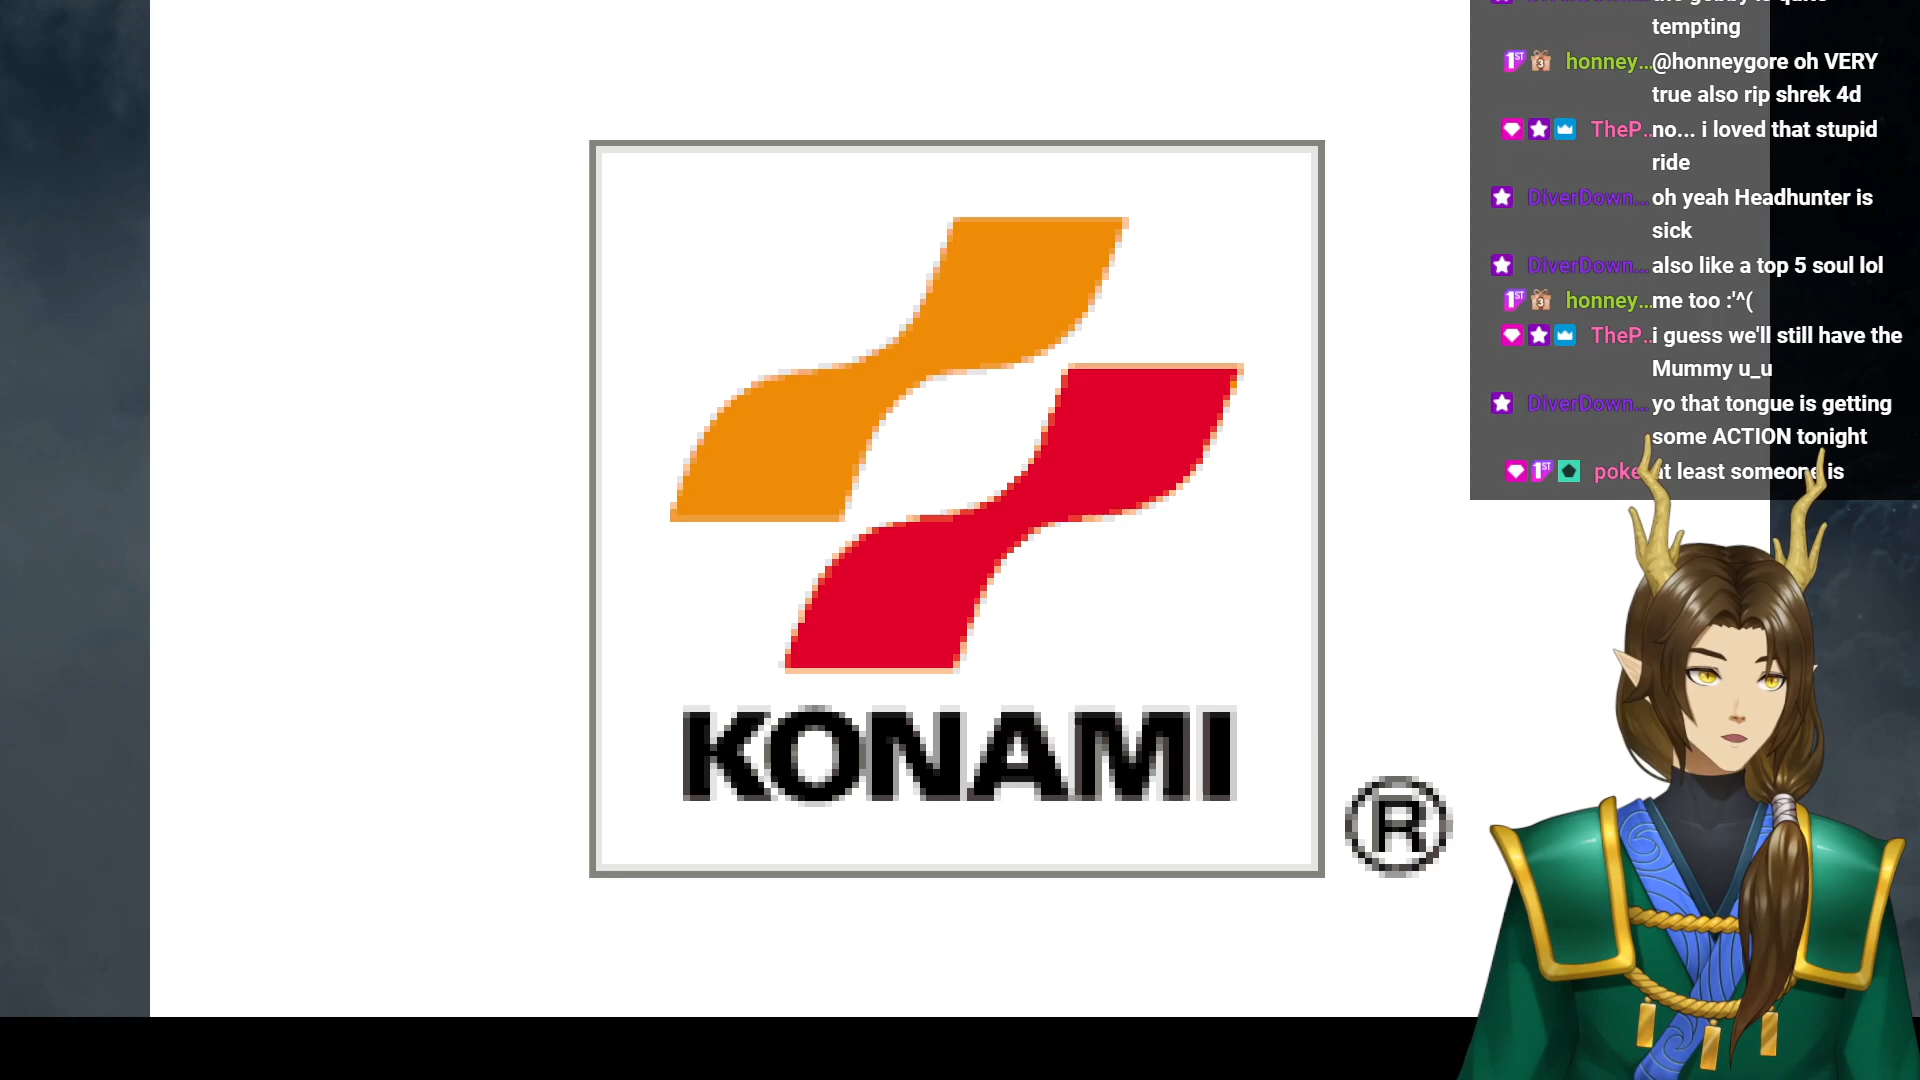 tempting
honney... @honneygore oh VERY
true also rip shrek 4d
TheP... no... i loved that stupid
ride
DiverDown... oh yeah Headhunter is
sick
DiverDown... also like a top 5 soul lol
honney... me too :'^(
TheP... i guess we'll still have the
Mummy u_u
DiverDown... yo that tongue is getting
some ACTION tonight
poke at least someone is
KONAMI
®